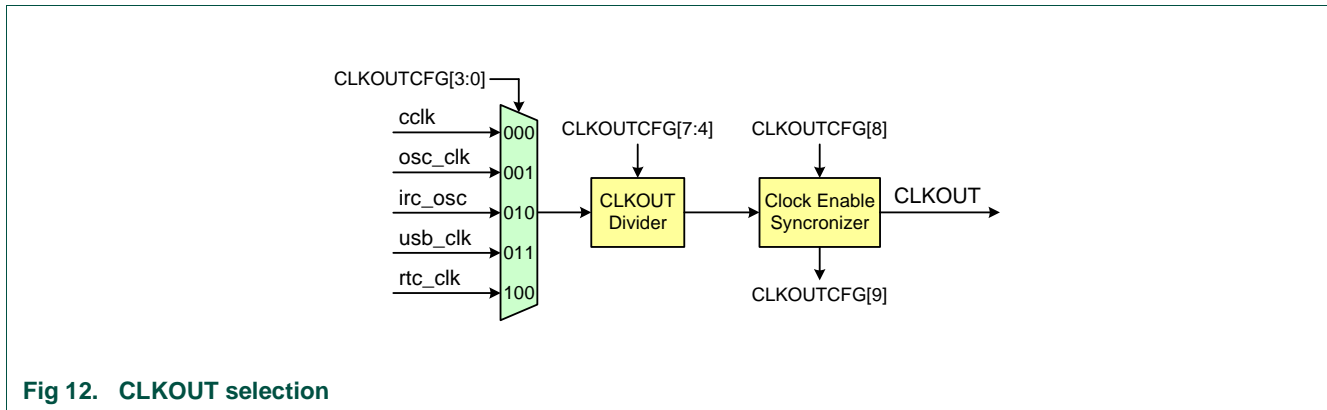 CLKOUTCFG[3:0]
cclk
000
CLKOUTCFG[7:4]
CLKOUTCFG[8]
osc_clk
001
irc_osc
010
CLKOUT
Divider
Clock Enable
Syncronizer
CLKOUT
usb_clk
011
rtc_clk
100
CLKOUTCFG[9]
Fig 12. CLKOUT selection